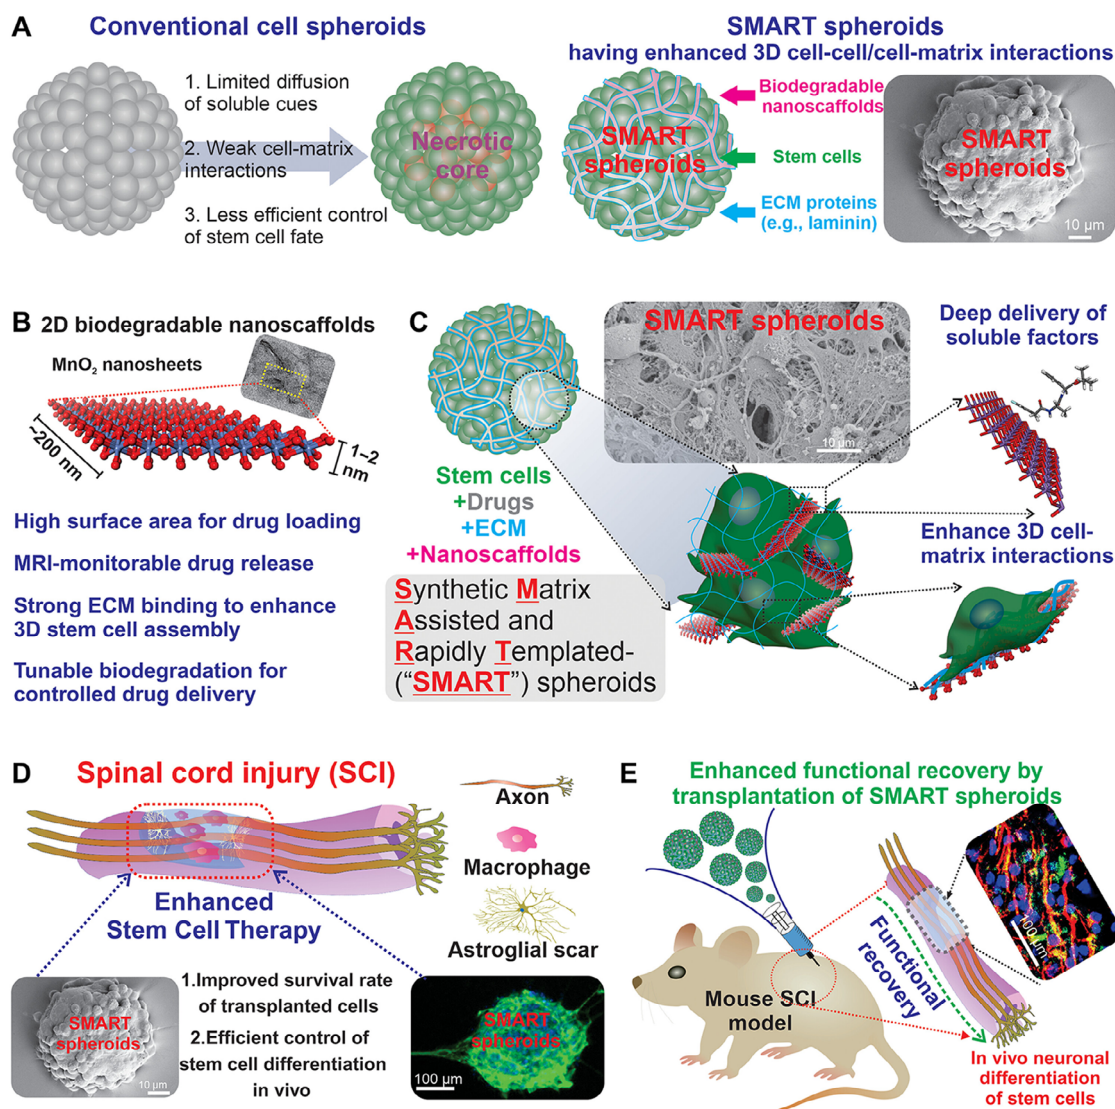 A
Conventional cell spheroids
1. Limited diffusion
of soluble cues
2. Weak cell-matrix
interactions
3. Less efficient control
of stem cell fate
Necrotic
core
SMART spheroids
having enhanced 3D cell-cell/cell-matrix interactions
SMART
spheroids
Biodegradable
nanoscaffolds
Stem cells
ECM proteins
(e.g., laminin)
SMART
spheroids
10 µm
B
2D biodegradable nanoscaffolds
MnO₂ nanosheets
~200 nm
1~2
nm
High surface area for drug loading
MRI-monitorable drug release
Strong ECM binding to enhance
3D stem cell assembly
Tunable biodegradation for
controlled drug delivery
C
SMART spheroids
10 µm
Stem cells
+Drugs
+ECM
+Nanoscaffolds
Synthetic Matrix
Assisted and
Rapidly Templated-
(“SMART”) spheroids
Deep delivery of
soluble factors
Enhance 3D cell-
matrix interactions
D
Spinal cord injury (SCI)
Axon
Macrophage
Astroglial scar
Enhanced
Stem Cell Therapy
SMART
spheroids
10 µm
1.Improved survival rate
of transplanted cells
2.Efficient control of
stem cell differentiation
in vivo
SMART
spheroids
100 µm
E
Enhanced functional recovery by
transplantation of SMART spheroids
Mouse SCI
model
Functional
recovery
100 µm
In vivo neuronal
differentiation
of stem cells